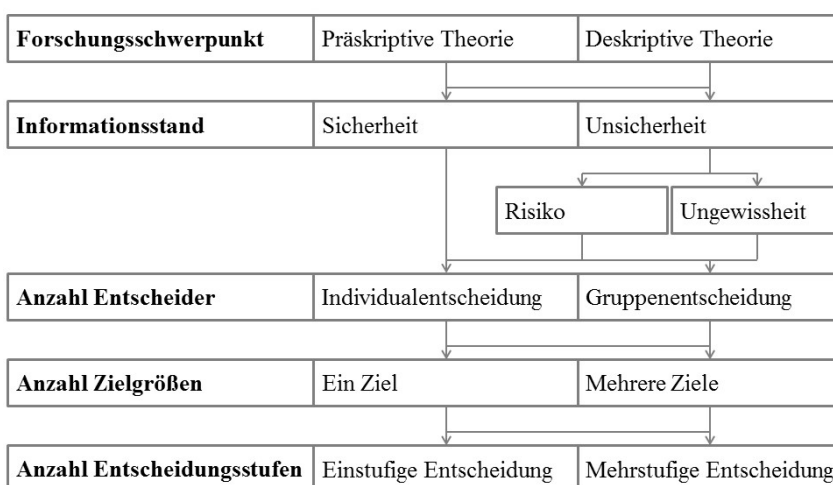 Forschungsschwerpunkt Präskriptive Theorie Deskriptive Theorie
Informationsstand Sicherheit Unsicherheit
Risiko Ungewissheit
Anzahl Entscheider Individualentscheidung Gruppenentscheidung
Anzahl Zielgrößen Ein Ziel Mehrere Ziele
Anzahl Entscheidungsstufen Einstufige Entscheidung Mehrstufige Entscheidung